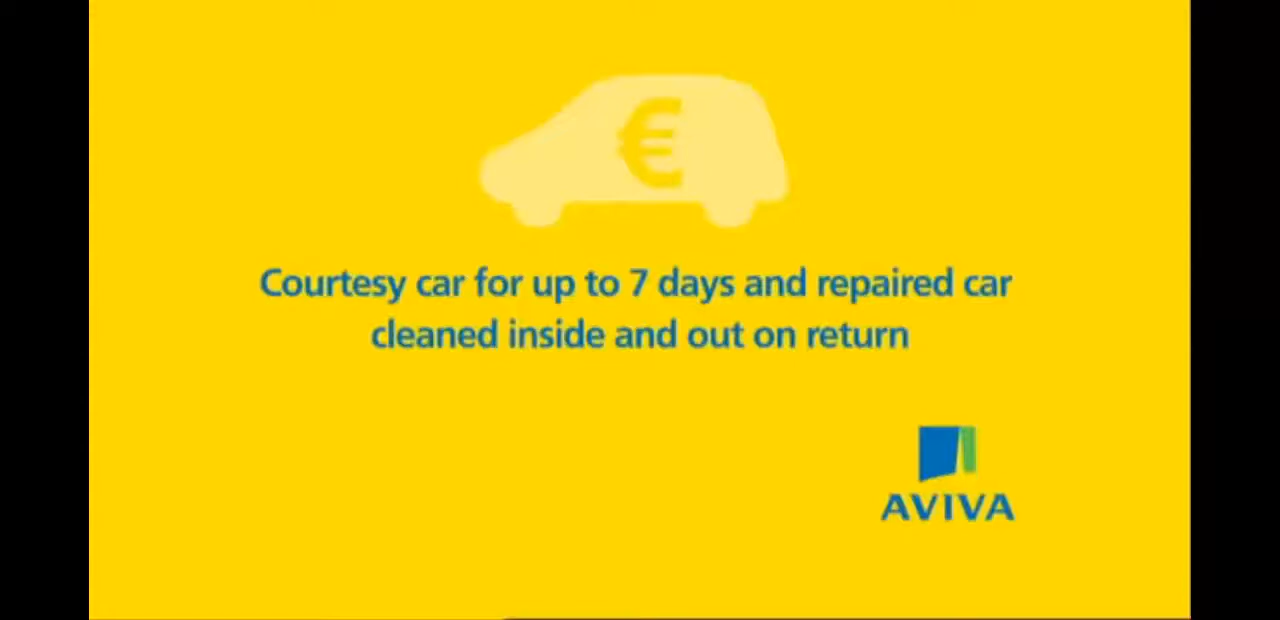 €
Courtesy car for up to 7 days and repaired car
cleaned inside and out on return
AVIVA